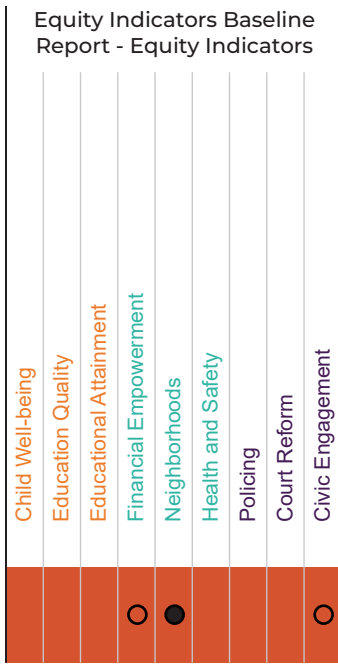 Equity Indicators Baseline
Report - Equity Indicators
Child Well-being
Education Quality
Educational Attainment
Financial Empowerment
Neighborhoods
Health and Safety
Policing
Court Reform
Civic Engagement